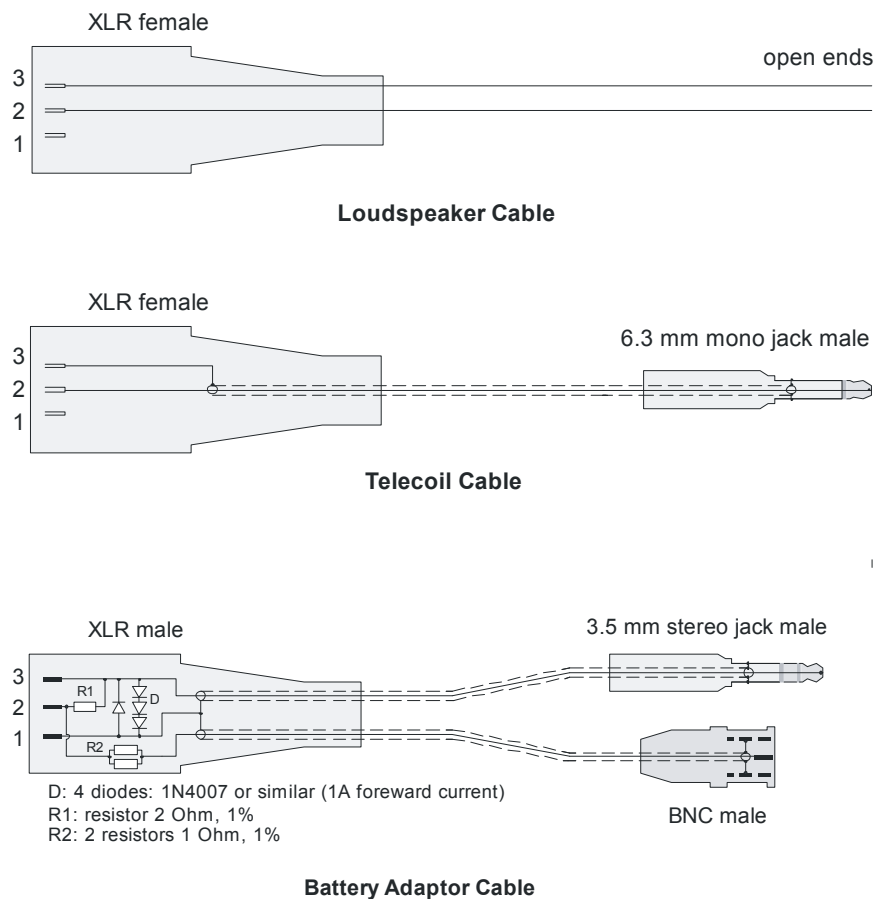 XLR female
open ends
3
2
1
Loudspeaker Cable
XLR female
6.3 mm mono jack male
3
2
1
Telecoil Cable
XLR male
3.5 mm stereo jack male
3
R1
D
2
1
R2
D: 4 diodes: 1N4007 or similar (1A foreward current)
R1: resistor 2 Ohm, 1%
R2: 2 resistors 1 Ohm, 1%
BNC male
Battery Adaptor Cable